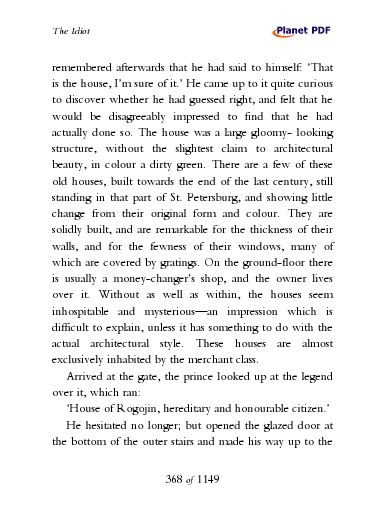 The Idiot
Planet PDF
remembered afterwards that he had said to himself: 'That
is the house, I'm sure of it.' He came up to it quite curious
to discover whether he had guessed right, and felt that he
would be disagreeably impressed to find that he had
actually done so. The house was a large gloomy- looking
structure, without the slightest claim to architectural
beauty, in colour a dirty green. There are a few of these
old houses, built towards the end of the last century, still
standing in that part of St. Petersburg, and showing little
change from their original form and colour. They are
solidly built, and are remarkable for the thickness of their
walls, and for the fewness of their windows, many of
which are covered by gratings. On the ground-floor there
is usually a money-changer's shop, and the owner lives
over it. Without as well as within, the houses seem
inhospitable and mysterious—an impression which is
difficult to explain, unless it has something to do with the
actual architectural style. These houses are almost
exclusively inhabited by the merchant class.
Arrived at the gate, the prince looked up at the legend
over it, which ran:
'House of Rogojin, hereditary and honourable citizen.'
He hesitated no longer; but opened the glazed door at
the bottom of the outer stairs and made his way up to the
368 of 1149